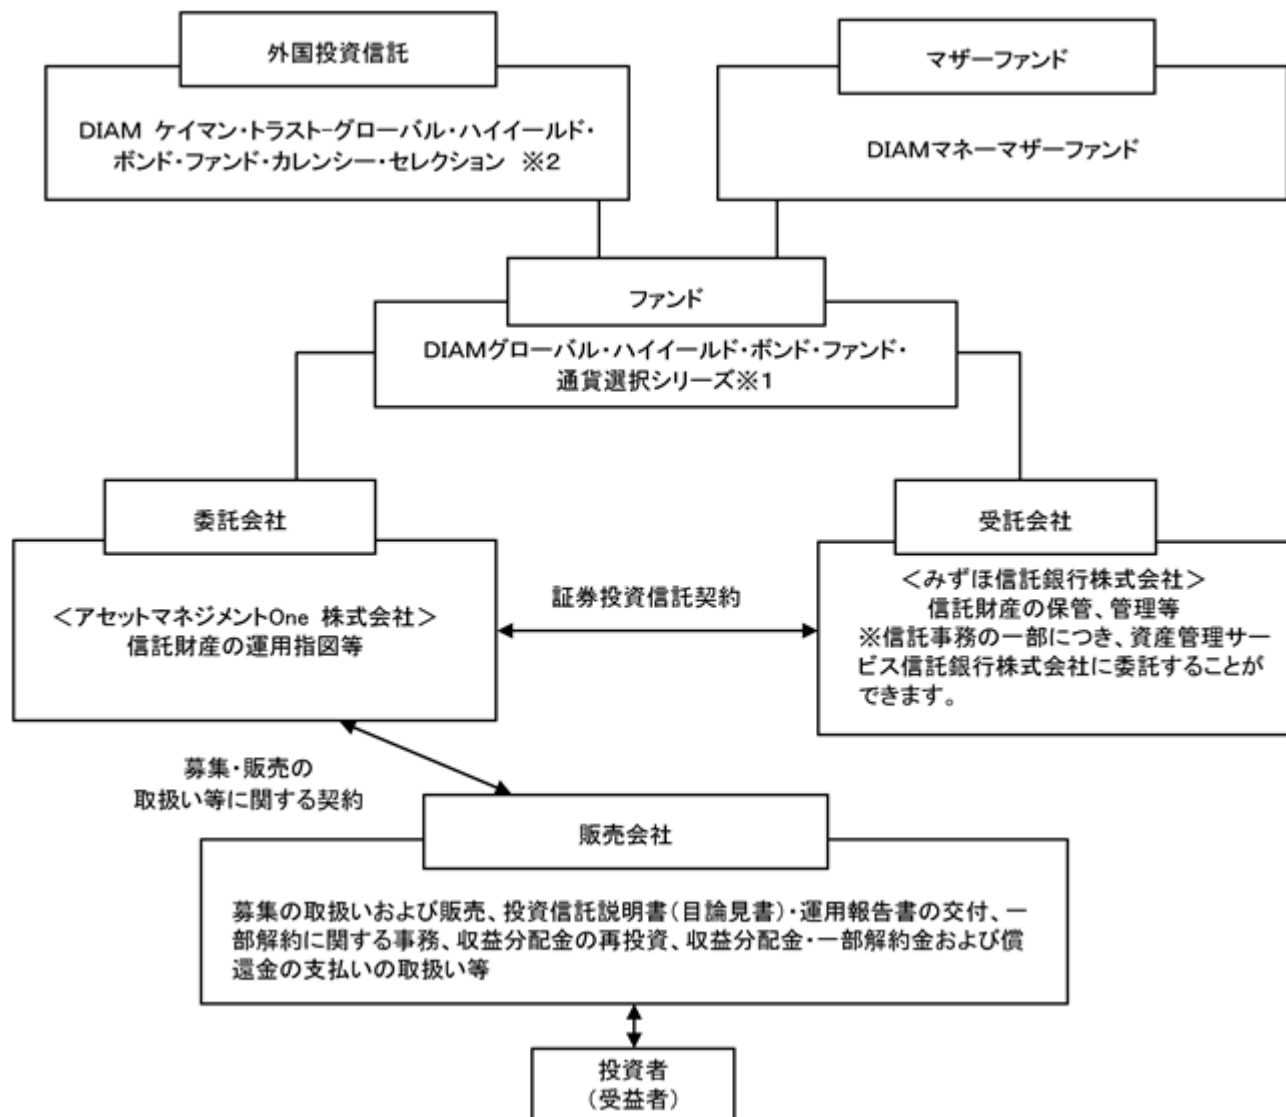 外国投資信託
DIAM ケイマン・トラスト-グローバル・ハイイールド・
ボンド・ファンド・カレンシー・セレクション ※2
マザーファンド
DIAMマネーマザーファンド
ファンド
DIAMグローバル・ハイイールド・ボンド・ファンド・
通貨選択シリーズ※1
委託会社
<アセットマネジメントOne 株式会社>
信託財産の運用指図等
証券投資信託契約
受託会社
<みずほ信託銀行株式会社>
信託財産の保管、管理等
※信託事務の一部につき、資産管理サー
ビス信託銀行株式会社に委託することが
できます。
募集・販売の
取扱い等に関する契約
販売会社
募集の取扱いおよび販売、投資信託説明書(目論見書)・運用報告書の交付、一
部解約に関する事務、収益分配金の再投資、収益分配金・一部解約金および償
還金の支払いの取扱い等
投資者
(受益者)